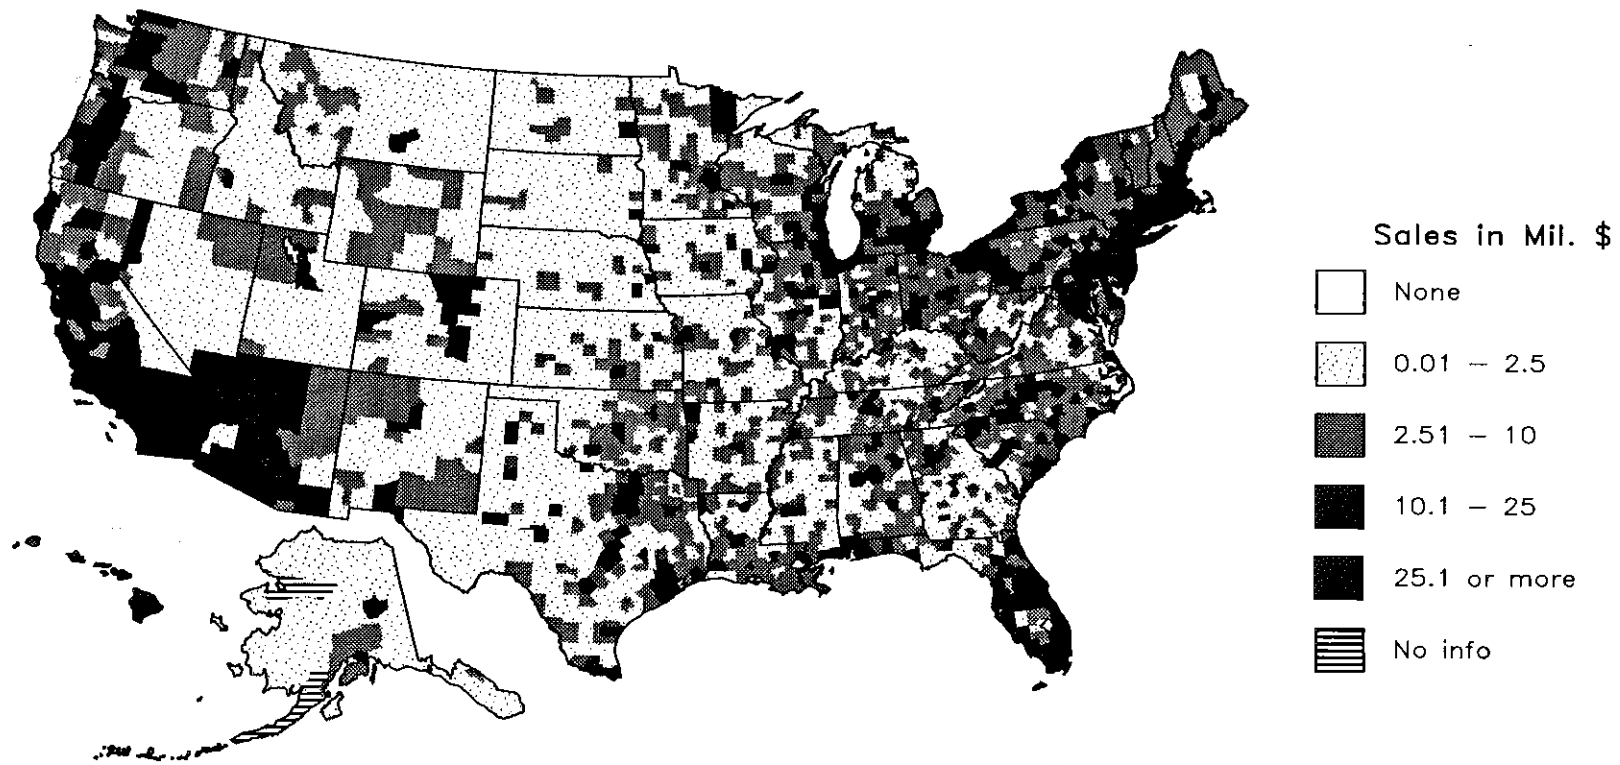 Sales in Mil. $
None
0.01 – 2.5
2.51 – 10
10.1 – 25
25.1 or more
No info